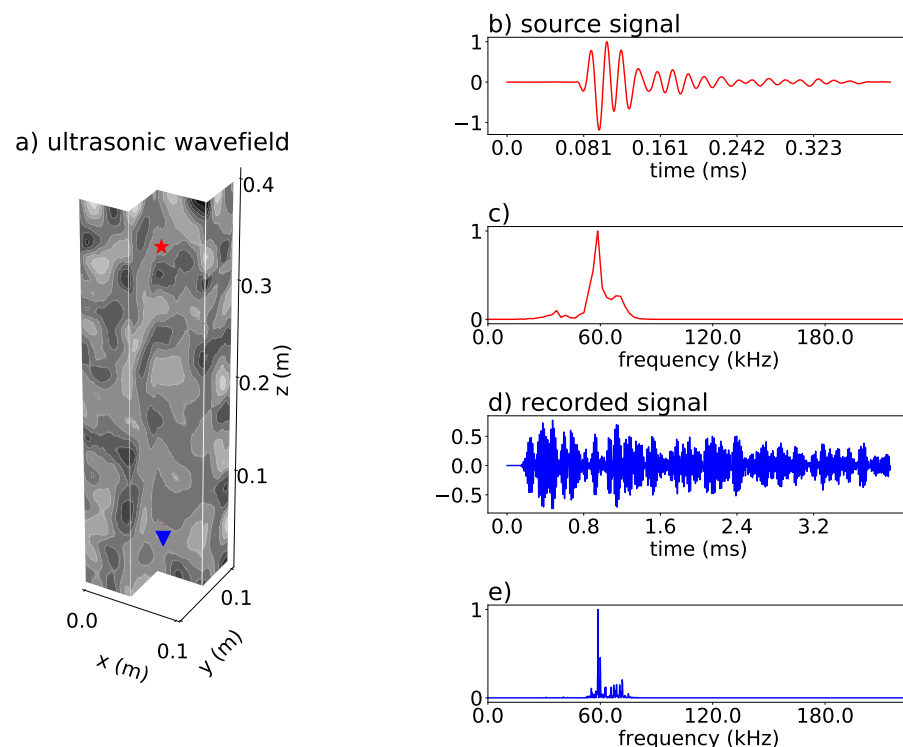 a) ultrasonic wavefield
0.4
0.3
0.2
z (m)
0.1
0.0
0.1
x (m)
0.1
y (m)
b) source signal
1
0
−1
0.0 0.081 0.161 0.242 0.323
time (ms)
c)
1
0
0.0 60.0 120.0 180.0
frequency (kHz)
d) recorded signal
0.5
0.0
−0.5
0.0 0.8 1.6 2.4 3.2
time (ms)
e)
1
0
0.0 60.0 120.0 180.0
frequency (kHz)